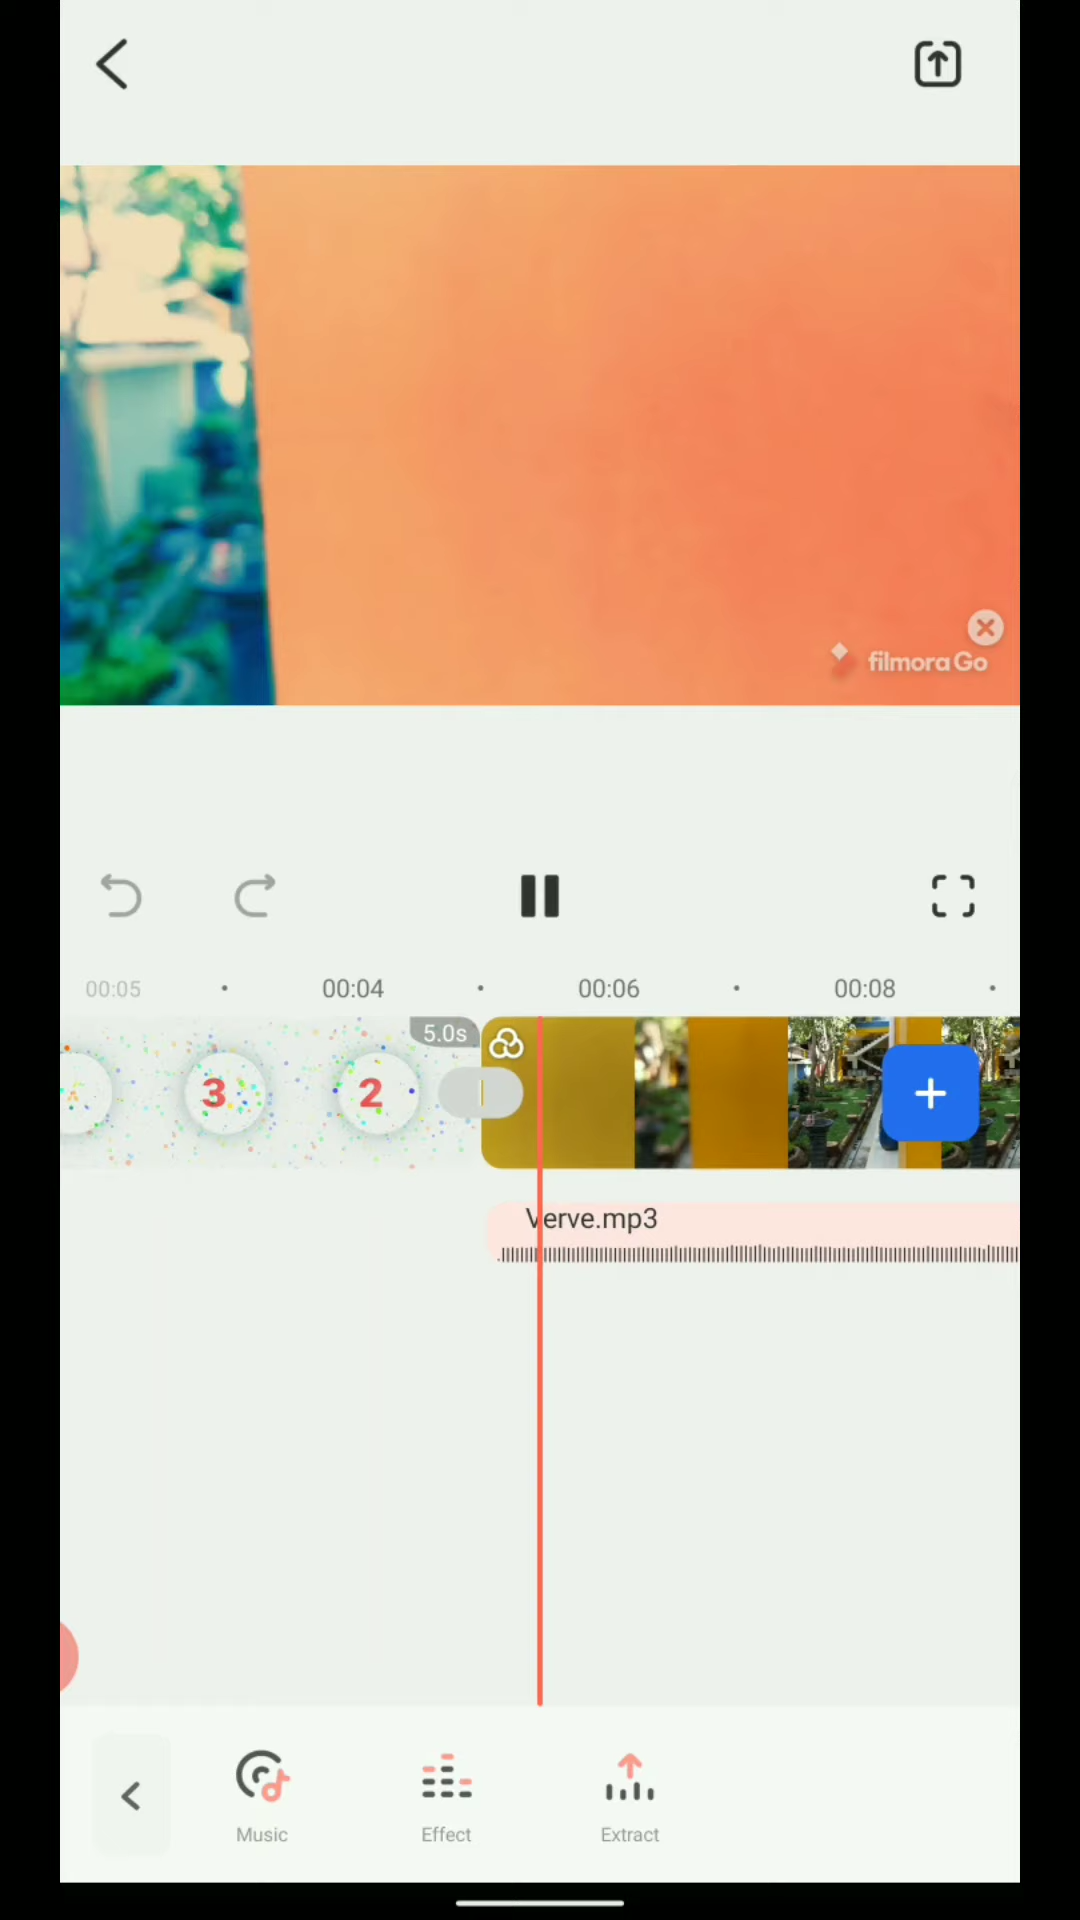 filmora Go
00:05
00:04
00:06
00:08
5.0s
3
2
Verve.mp3
Music
Effect
Extract